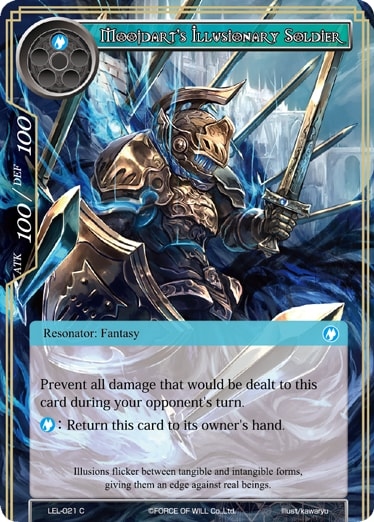 Moojdart's Illusionary Soldier
ATK 100 / DEF 100
Resonator: Fantasy
Prevent all damage that would be dealt to this
card during your opponent's turn.
: Return this card to its owner's hand.
Illusions flicker between tangible and intangible forms,
giving them an edge against real beings.
LEL-021 C ©FORCE OF WILL Co.,Ltd. Illust/kawaryu